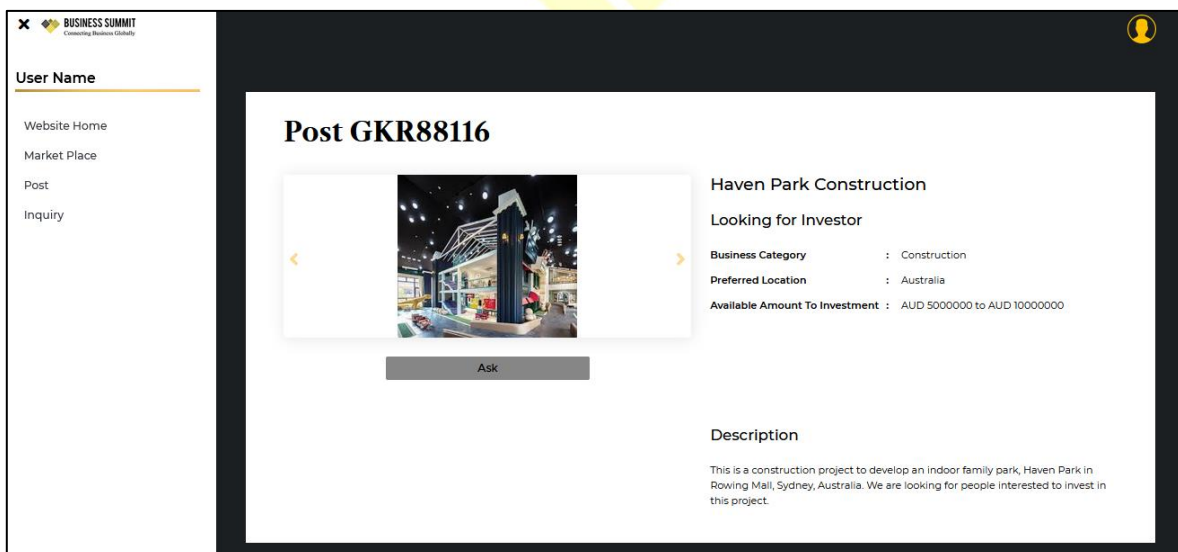 BUSINESS SUMMIT
Connecting Business Globally
User Name
Website Home
Market Place
Post
Inquiry
Post GKR88116
Ask
Haven Park Construction
Looking for Investor
Business Category : Construction
Preferred Location : Australia
Available Amount To Investment : AUD 5000000 to AUD 10000000
Description
This is a construction project to develop an indoor family park, Haven Park in
Rowing Mall, Sydney, Australia. We are looking for people interested to invest in
this project.